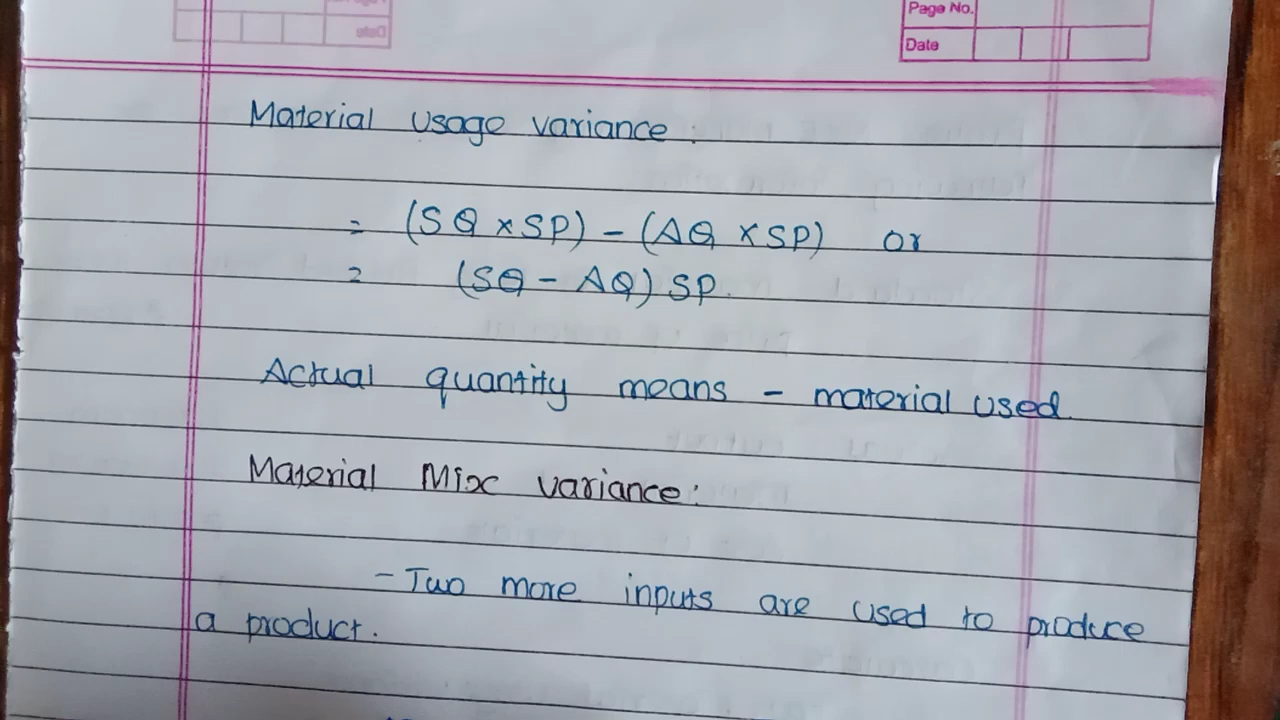 Page No.
Date
Material usage variance:
= (SQ × SP) - (AQ × SP) or
= (SQ - AQ) SP.
Actual quantity means - material used.
Material Mix variance:
- Two more inputs are used to produce
a product.